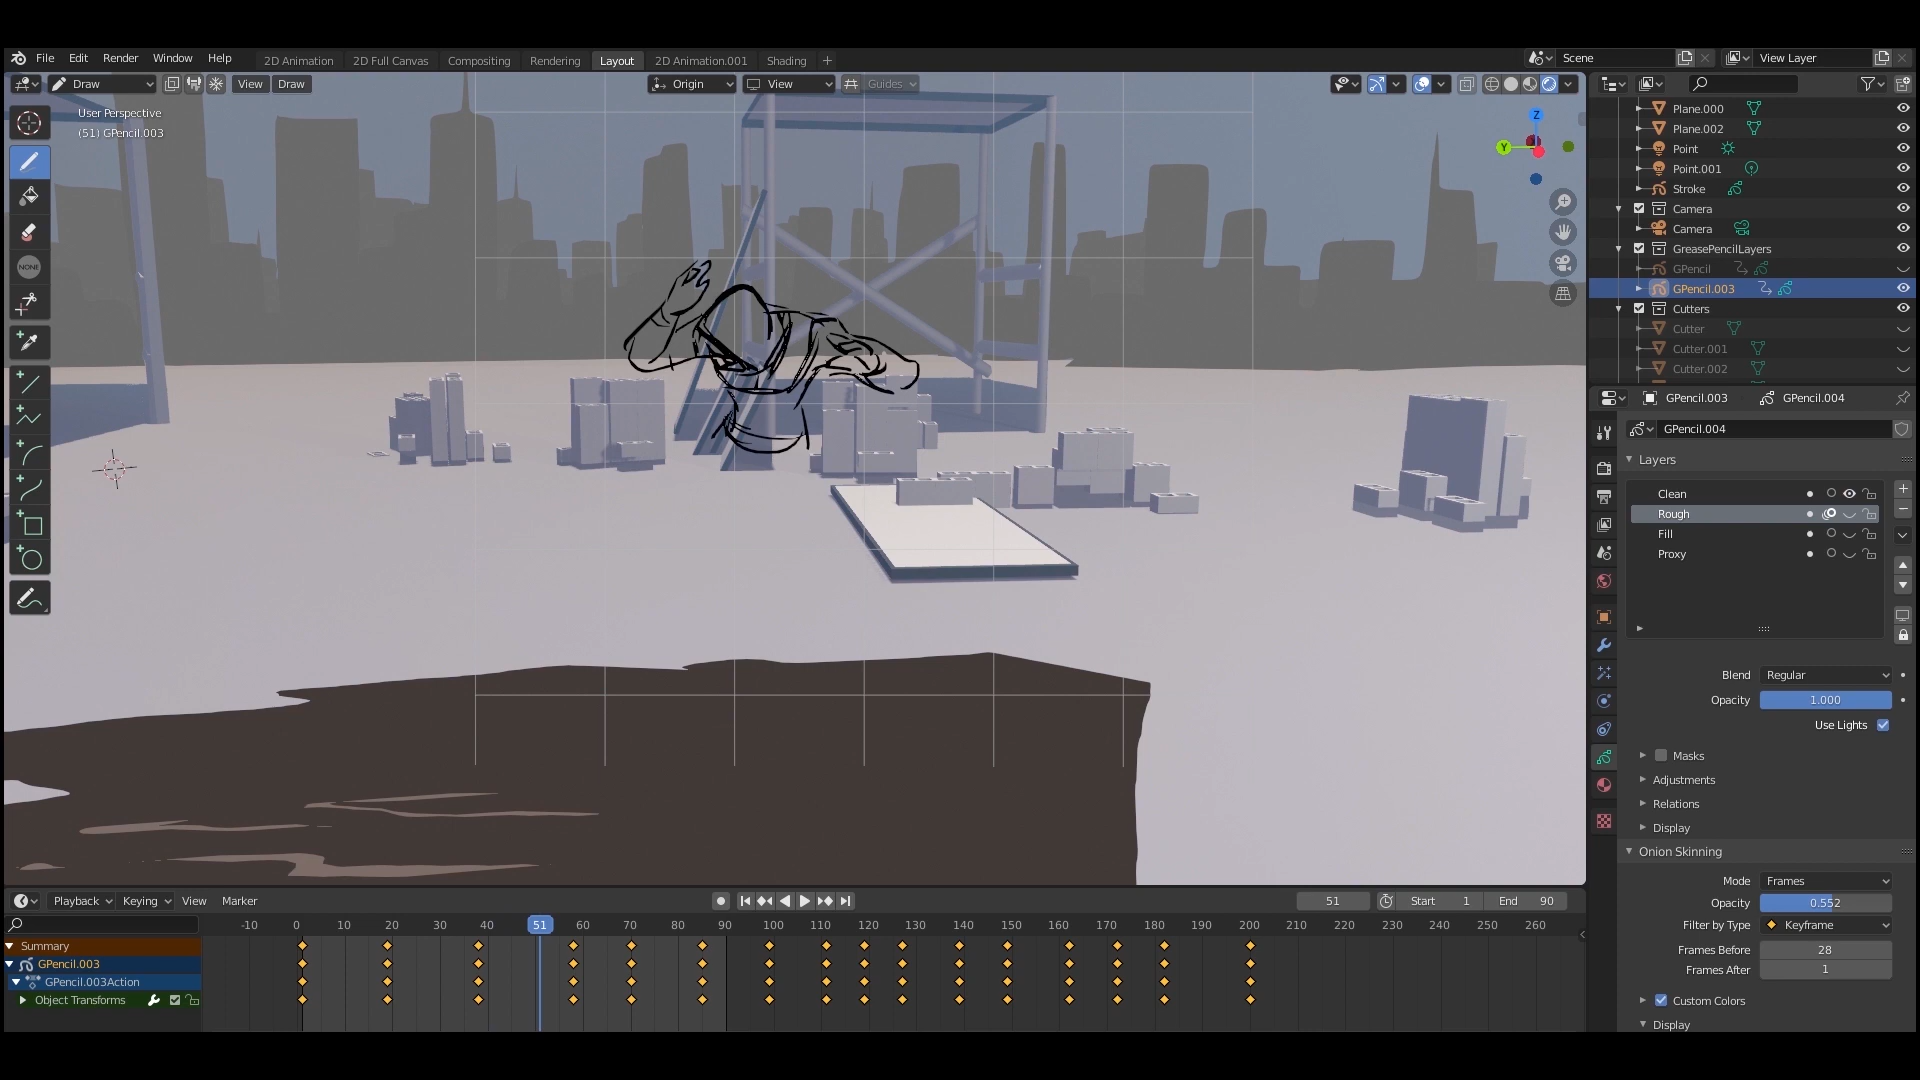 File Edit Render Window Help 2D Animation 2D Full Canvas Compositing Rendering Layout 2D Animation.001 Shading + Scene View Layer
Draw View Draw Origin View Guides
User Perspective
(51) GPencil.003
NONE
Z
Y
Plane.000
Plane.002
Point
Point.001
Stroke
Camera
Camera
GreasePencilLayers
GPencil
GPencil.003
Cutters
Cutter
Cutter.001
Cutter.002
GPencil.003 GPencil.004
GPencil.004
Layers
Clean
Rough
Fill
Proxy
Blend Regular
Opacity 1.000
Use Lights
Masks
Adjustments
Relations
Display
Onion Skinning
Mode Frames
Opacity 0.552
Filter by Type Keyframe
Frames Before 28
Frames After 1
Custom Colors
Display
Playback Keying View Marker 51 Start 1 End 90
-10 0 10 20 30 40 51 60 70 80 90 100 110 120 130 140 150 160 170 180 190 200 210 220 230 240 250 260
Summary
GPencil.003
GPencil.003Action
Object Transforms